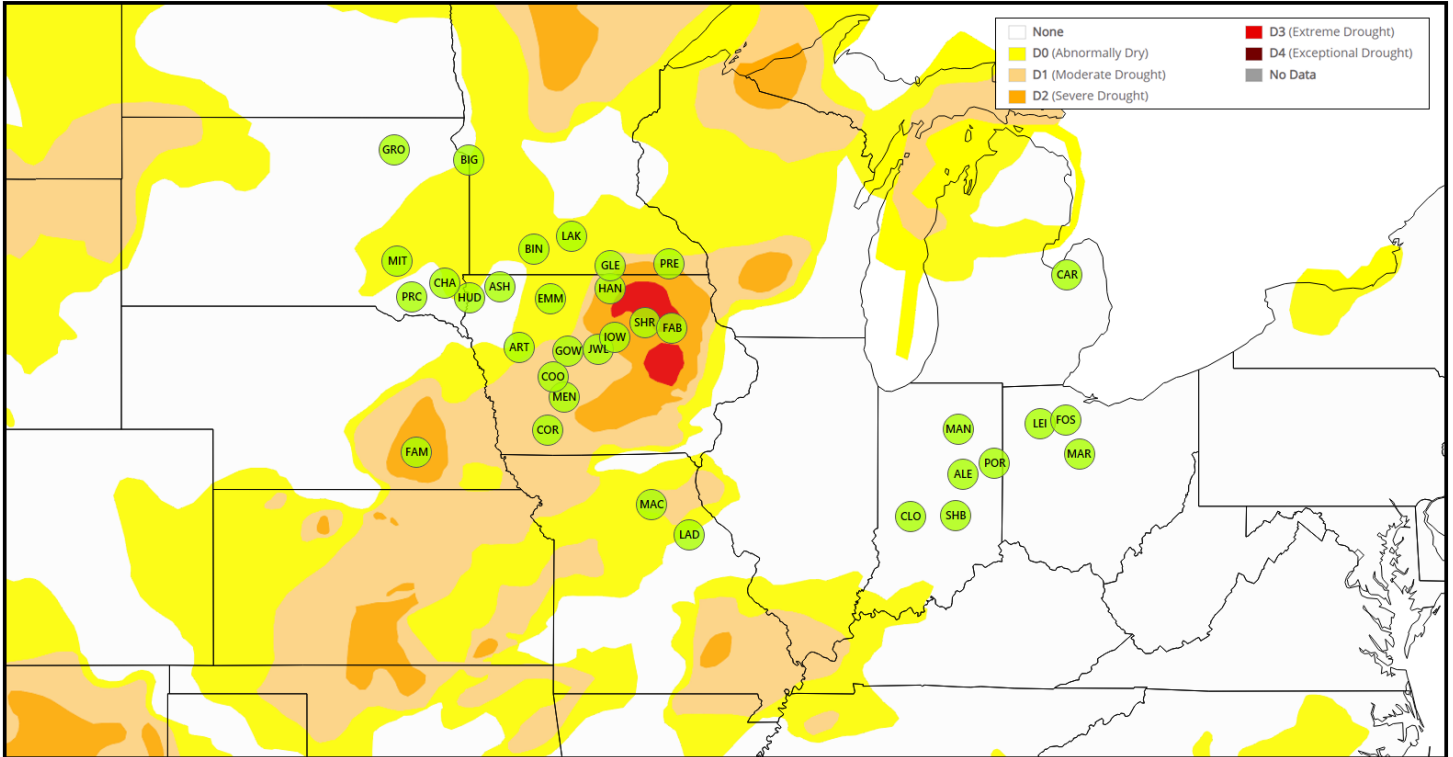 None
D0 (Abnormally Dry)
D1 (Moderate Drought)
D2 (Severe Drought)
D3 (Extreme Drought)
D4 (Exceptional Drought)
No Data
GRO
BIG
LAK
BIN
MIT
GLE
PRE
CAR
CHA
ASH
PRC
HUD
EMM
HAN
SHR
FAB
IOW
ART
GOW
JWL
COO
MEN
COR
FAM
MAN
LEI
FOS
MAR
POR
ALE
MAC
CLO
SHB
LAD